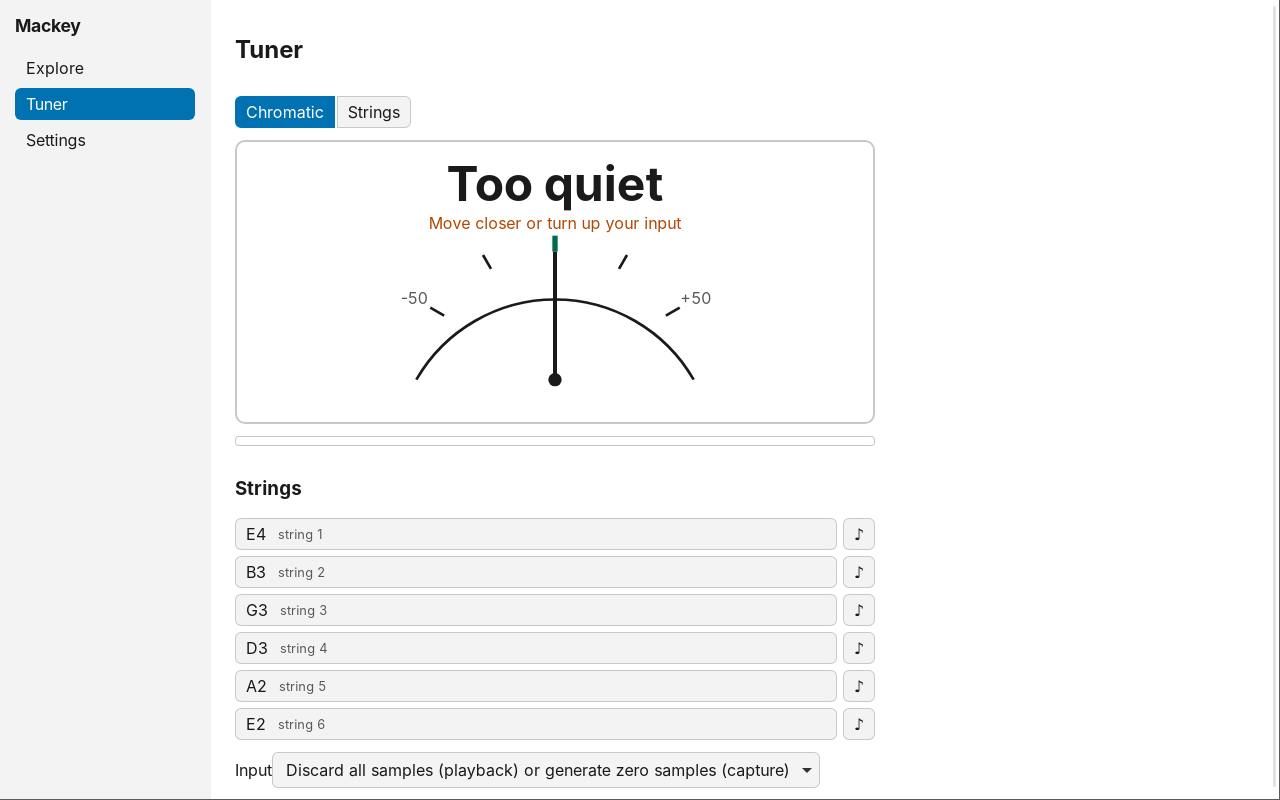 Mackey
Explore
Tuner
Settings
Tuner
Chromatic Strings
Too quiet
Move closer or turn up your input
-50 +50
Strings
E4 string 1 ♪
B3 string 2 ♪
G3 string 3 ♪
D3 string 4 ♪
A2 string 5 ♪
E2 string 6 ♪
Input Discard all samples (playback) or generate zero samples (capture)